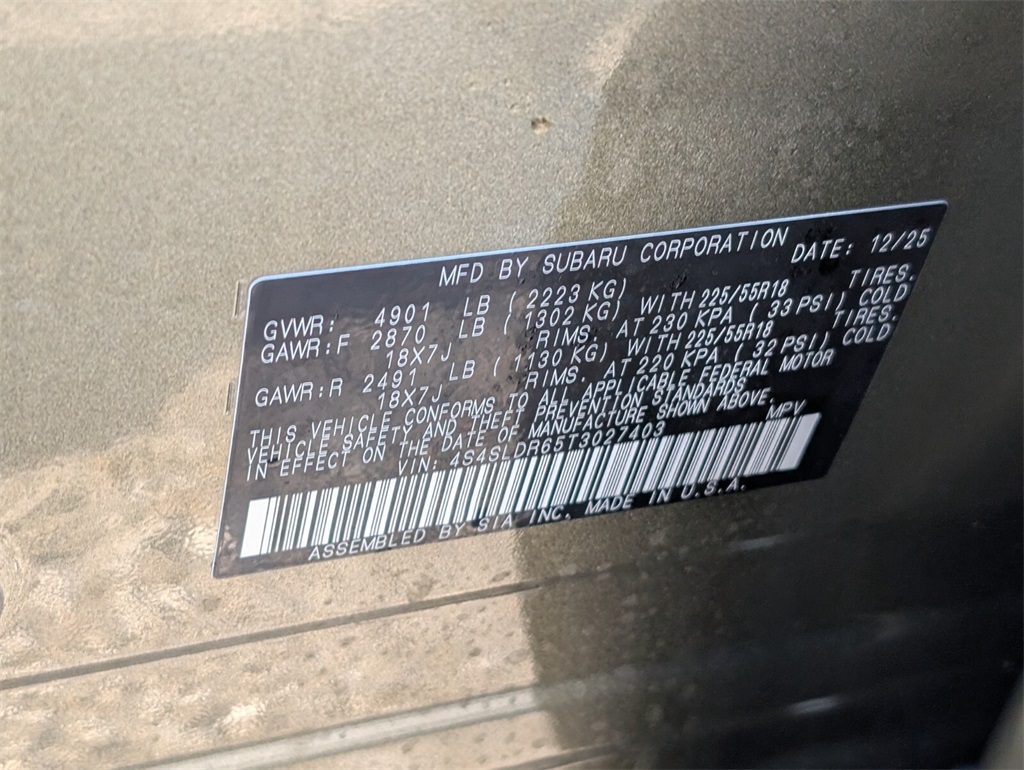 MFD BY SUBARU CORPORATION DATE: 12/25
GVWR: 4901 LB ( 2223 KG)
GAWR:F 2870 LB ( 1302 KG) WITH 225/55R18 TIRES.
18X7J RIMS. AT 230 KPA ( 33 PSI) COLD
GAWR:R 2491 LB ( 1130 KG) WITH 225/55R18 TIRES.
18X7J RIMS. AT 220 KPA ( 32 PSI) COLD
THIS VEHICLE CONFORMS TO ALL APPLICABLE FEDERAL MOTOR
VEHICLE SAFETY AND THEFT PREVENTION STANDARDS
IN EFFECT ON THE DATE OF MANUFACTURE SHOWN ABOVE.
VIN: 4S4SLDR65T3027403 MPV
ASSEMBLED BY SIA, INC. MADE IN U.S.A.